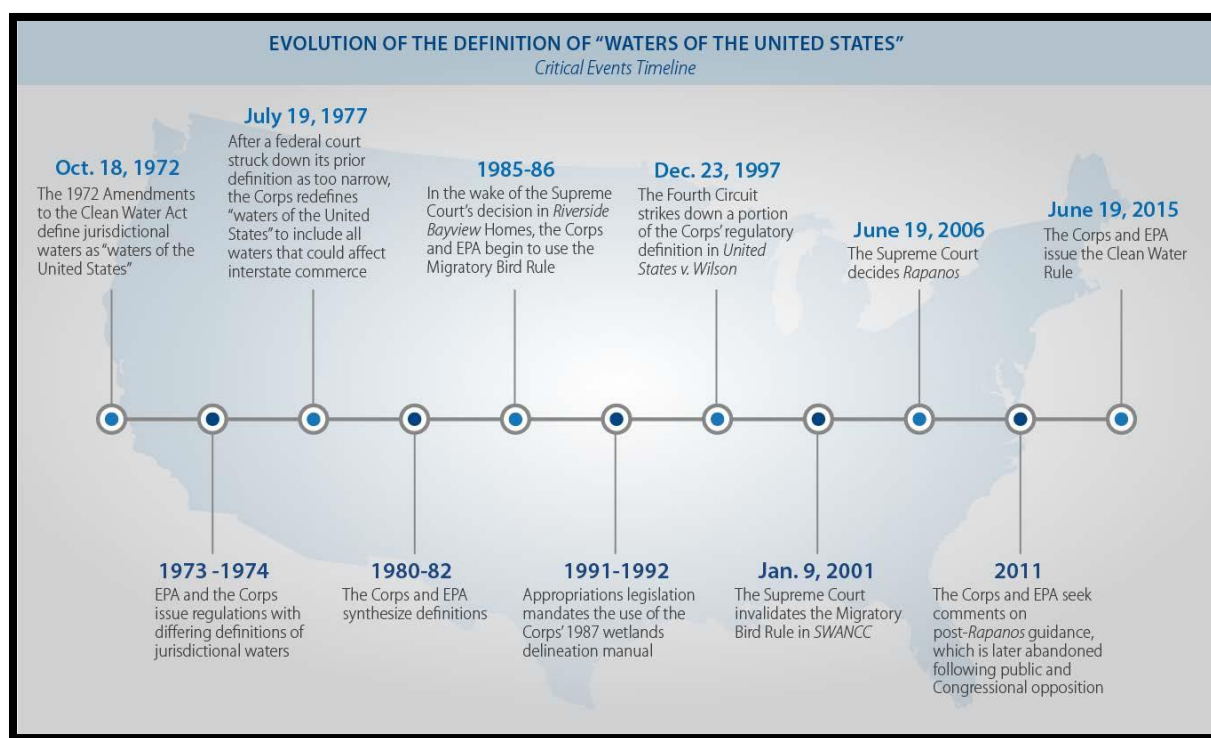 EVOLUTION OF THE DEFINITION OF “WATERS OF THE UNITED STATES”
Critical Events Timeline
Oct. 18, 1972
The 1972 Amendments
to the Clean Water Act
define jurisdictional
waters as “waters of the
United States”
1973 -1974
EPA and the Corps
issue regulations with
differing definitions of
jurisdictional waters
July 19, 1977
After a federal court
struck down its prior
definition as too narrow,
the Corps redefines
“waters of the United
States” to include all
waters that could affect
interstate commerce
1980-82
The Corps and EPA
synthesize definitions
1985-86
In the wake of the Supreme
Court’s decision in Riverside
Bayview Homes, the Corps
and EPA begin to use the
Migratory Bird Rule
1991-1992
Appropriations legislation
mandates the use of the
Corps’ 1987 wetlands
delineation manual
Dec. 23, 1997
The Fourth Circuit
strikes down a portion
of the Corps’ regulatory
definition in United
States v. Wilson
Jan. 9, 2001
The Supreme Court
invalidates the Migratory
Bird Rule in SWANCC
June 19, 2006
The Supreme Court
decides Rapanos
2011
The Corps and EPA seek
comments on
post-Rapanos guidance,
which is later abandoned
following public and
Congressional opposition
June 19, 2015
The Corps and EPA
issue the Clean Water
Rule